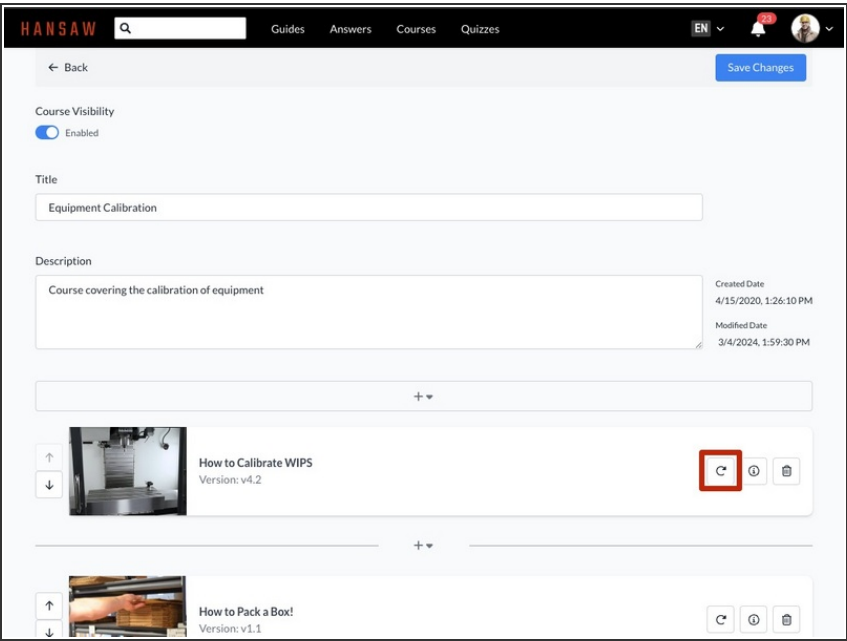 HANSAW
Guides Answers Courses Quizzes EN 23
← Back
Save Changes
Course Visibility
Enabled
Title
Equipment Calibration
Description
Course covering the calibration of equipment
Created Date
4/15/2020, 1:26:10 PM
Modified Date
3/4/2024, 1:59:30 PM
How to Calibrate WIPS
Version: v4.2
How to Pack a Box!
Version: v1.1